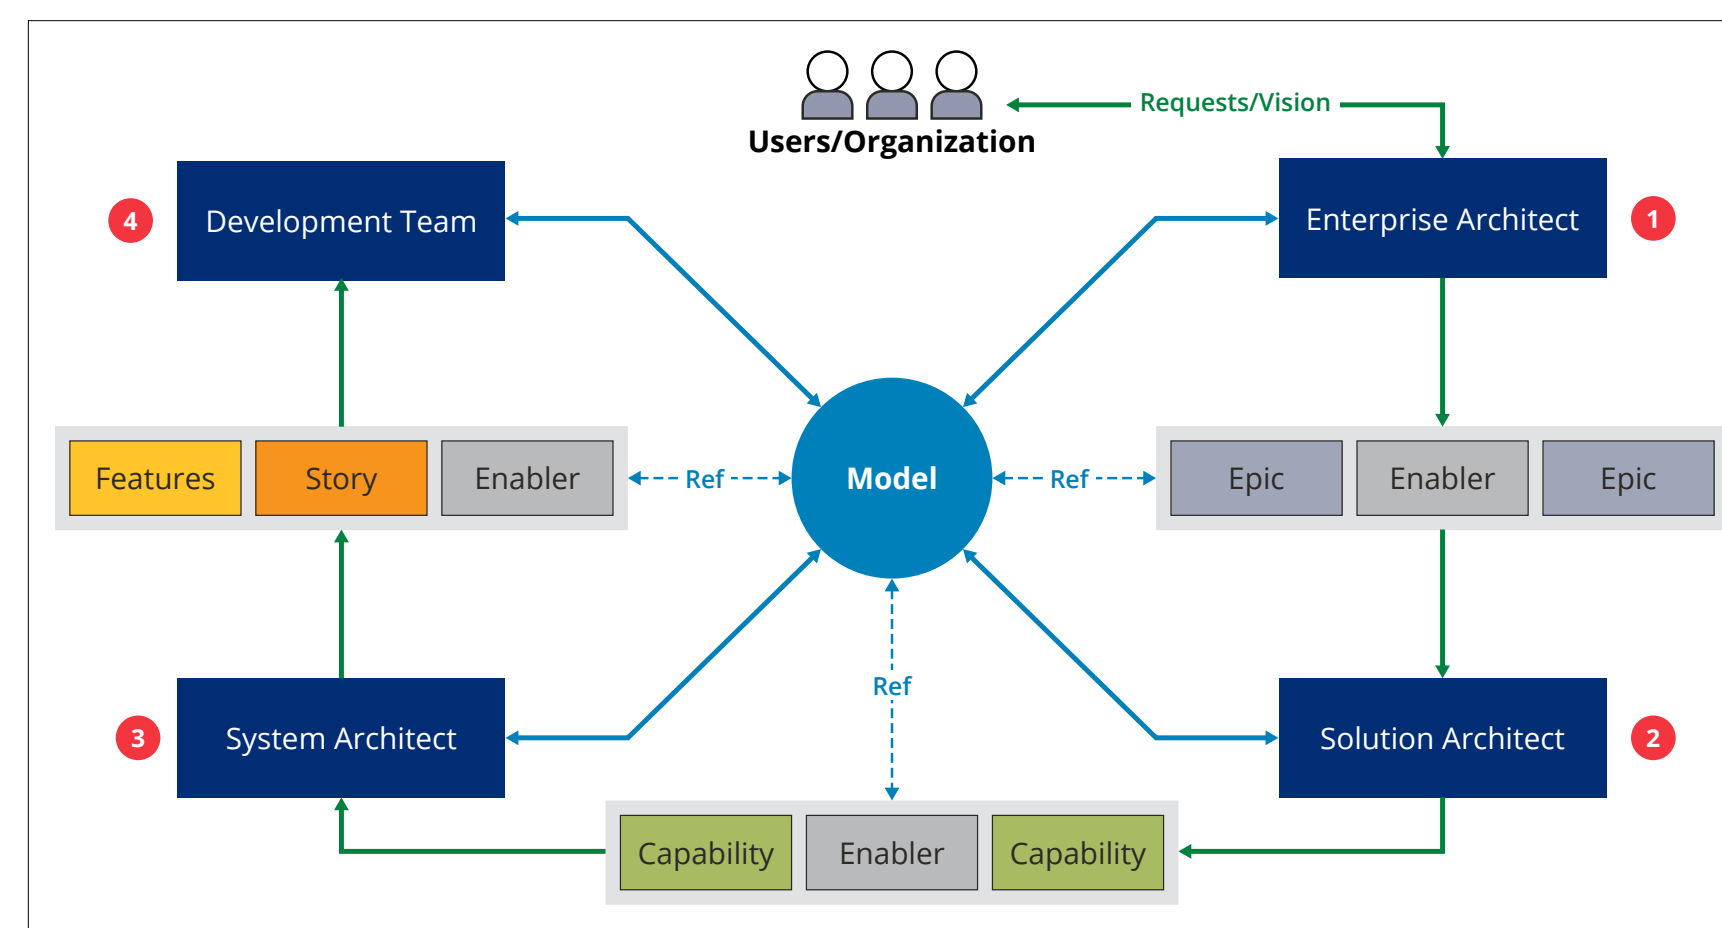 Requests/Vision
Users/Organization
4
Development Team
Enterprise Architect
1
Features
Story
Enabler
Ref
Model
Ref
Epic
Enabler
Epic
Ref
3
System Architect
Solution Architect
2
Capability
Enabler
Capability